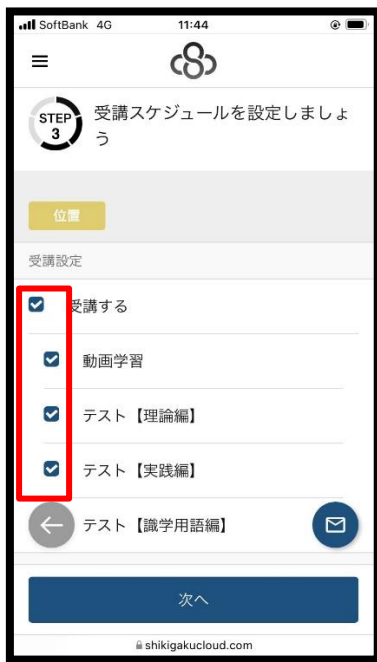 SoftBank 4G 11:44
STEP 3
受講スケジュールを設定しましょ
う
位置
受講設定
受講する
動画学習
テスト【理論編】
テスト【実践編】
テスト【識学用語編】
次へ
shikigakucloud.com